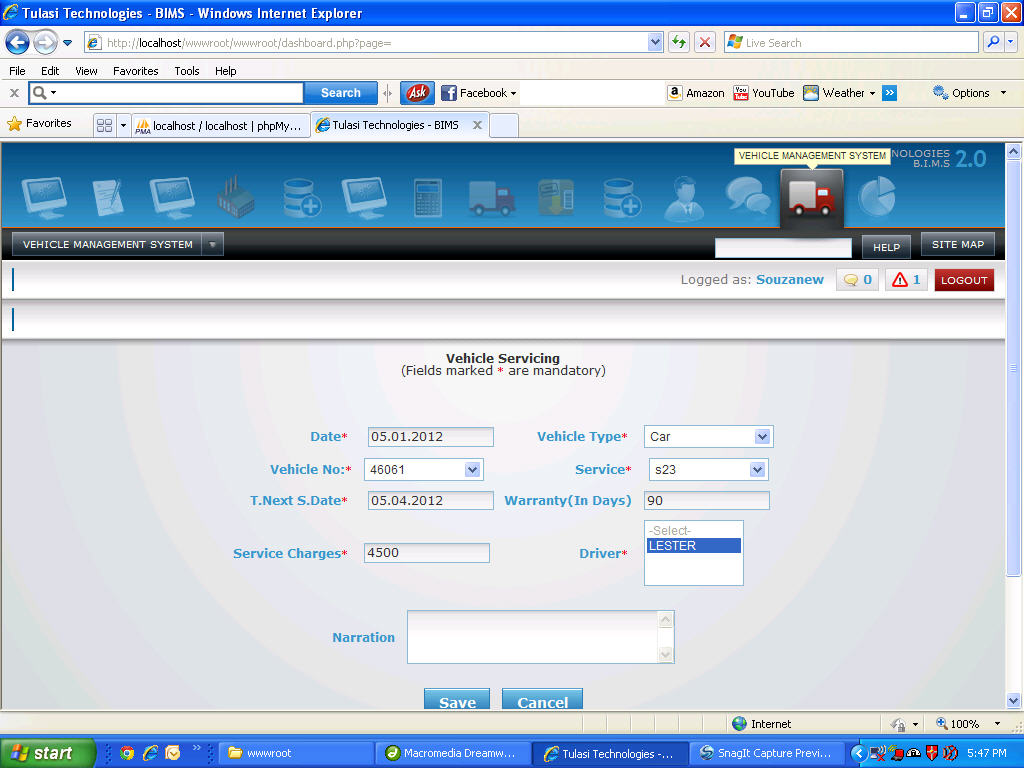 Tulasi Technologies - BIMS - Windows Internet Explorer
http://localhost/wwwroot/wwwroot/dashboard.php?page=
Live Search
File Edit View Favorites Tools Help
Search Ask Facebook Amazon YouTube Weather » Options
Favorites PMA localhost / localhost | phpMy... Tulasi Technologies - BIMS X
VEHICLE MANAGEMENT SYSTEM NOLOGIES
B.I.M.S 2.0
VEHICLE MANAGEMENT SYSTEM HELP SITE MAP
Logged as: Souzanew 0 1 LOGOUT
Vehicle Servicing
(Fields marked * are mandatory)
Date* 05.01.2012 Vehicle Type* Car
Vehicle No:* 46061 Service* s23
T.Next S.Date* 05.04.2012 Warranty(In Days) 90
-Select-
Service Charges* 4500 Driver* LESTER
Narration
Save Cancel
Internet 100%
start » wwwroot Macromedia Dreamw... Tulasi Technologies -... SnagIt Capture Previ... 5:47 PM